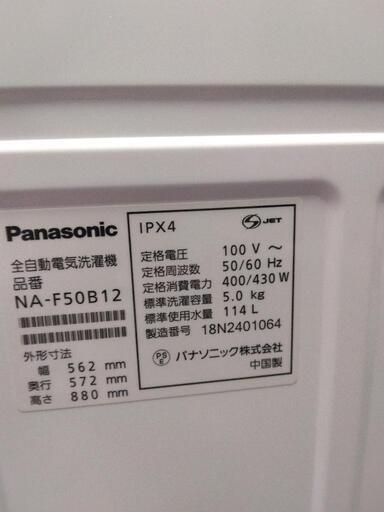 Panasonic
全自動電気洗濯機
品番
NA-F50B12
外形寸法
幅 562 mm
奥行 572 mm
高さ 880 mm
IPX4
S JET
定格電圧 100 V ～
定格周波数 50/60 Hz
定格消費電力 400/430 W
標準洗濯容量 5.0 kg
標準使用水量 114 L
製造番号 18N2401064
PS E パナソニック株式会社
中国製